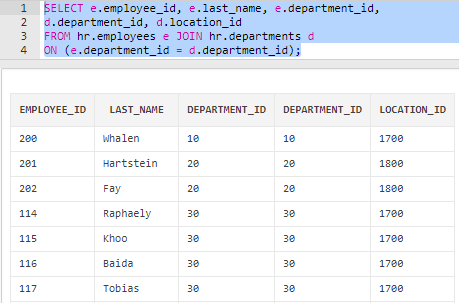 1 SELECT e.employee_id, e.last_name, e.department_id,
2 d.department_id, d.location_id
3 FROM hr.employees e JOIN hr.departments d
4 ON (e.department_id = d.department_id);
EMPLOYEE_ID LAST_NAME DEPARTMENT_ID DEPARTMENT_ID LOCATION_ID
200 Whalen 10 10 1700
201 Hartstein 20 20 1800
202 Fay 20 20 1800
114 Raphaely 30 30 1700
115 Khoo 30 30 1700
116 Baida 30 30 1700
117 Tobias 30 30 1700